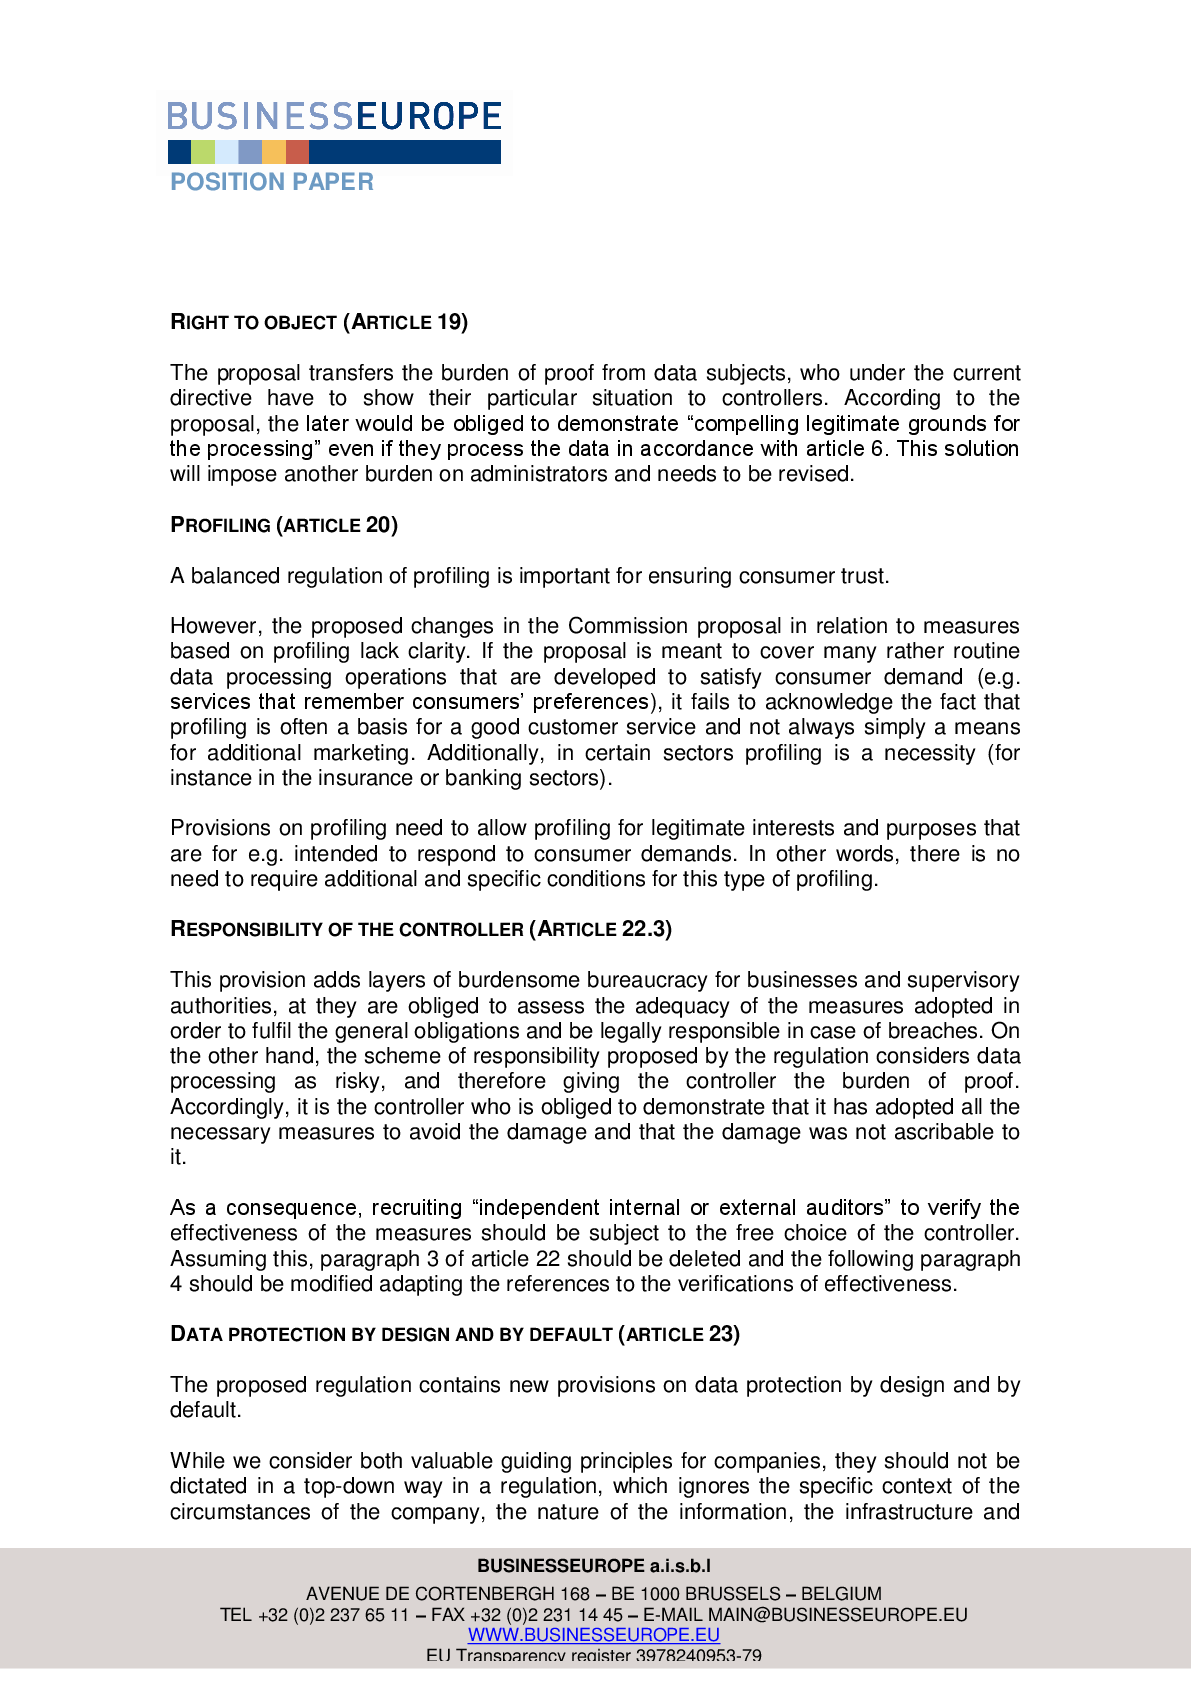 BUSINESSEUROPE
POSITION PAPER
RIGHT TO OBJECT (ARTICLE 19)
The proposal transfers the burden of proof from data subjects, who under the current
directive have to show their particular situation to controllers. According to the
proposal, the later would be obliged to demonstrate “compelling legitimate grounds for
the processing” even if they process the data in accordance with article 6. This solution
will impose another burden on administrators and needs to be revised.
PROFILING (ARTICLE 20)
A balanced regulation of profiling is important for ensuring consumer trust.
However, the proposed changes in the Commission proposal in relation to measures
based on profiling lack clarity. If the proposal is meant to cover many rather routine
data processing operations that are developed to satisfy consumer demand (e.g.
services that remember consumers’ preferences), it fails to acknowledge the fact that
profiling is often a basis for a good customer service and not always simply a means
for additional marketing. Additionally, in certain sectors profiling is a necessity (for
instance in the insurance or banking sectors).
Provisions on profiling need to allow profiling for legitimate interests and purposes that
are for e.g. intended to respond to consumer demands. In other words, there is no
need to require additional and specific conditions for this type of profiling.
RESPONSIBILITY OF THE CONTROLLER (ARTICLE 22.3)
This provision adds layers of burdensome bureaucracy for businesses and supervisory
authorities, at they are obliged to assess the adequacy of the measures adopted in
order to fulfil the general obligations and be legally responsible in case of breaches. On
the other hand, the scheme of responsibility proposed by the regulation considers data
processing as risky, and therefore giving the controller the burden of proof.
Accordingly, it is the controller who is obliged to demonstrate that it has adopted all the
necessary measures to avoid the damage and that the damage was not ascribable to
it.
As a consequence, recruiting “independent internal or external auditors” to verify the
effectiveness of the measures should be subject to the free choice of the controller.
Assuming this, paragraph 3 of article 22 should be deleted and the following paragraph
4 should be modified adapting the references to the verifications of effectiveness.
DATA PROTECTION BY DESIGN AND BY DEFAULT (ARTICLE 23)
The proposed regulation contains new provisions on data protection by design and by
default.
While we consider both valuable guiding principles for companies, they should not be
dictated in a top-down way in a regulation, which ignores the specific context of the
circumstances of the company, the nature of the information, the infrastructure and
BUSINESSEUROPE a.i.s.b.l
AVENUE DE CORTENBERGH 168 – BE 1000 BRUSSELS – BELGIUM
TEL +32 (0)2 237 65 11 – FAX +32 (0)2 231 14 45 – E-MAIL MAIN@BUSINESSEUROPE.EU
WWW.BUSINESSEUROPE.EU
EU Transparency register 3978240953-79